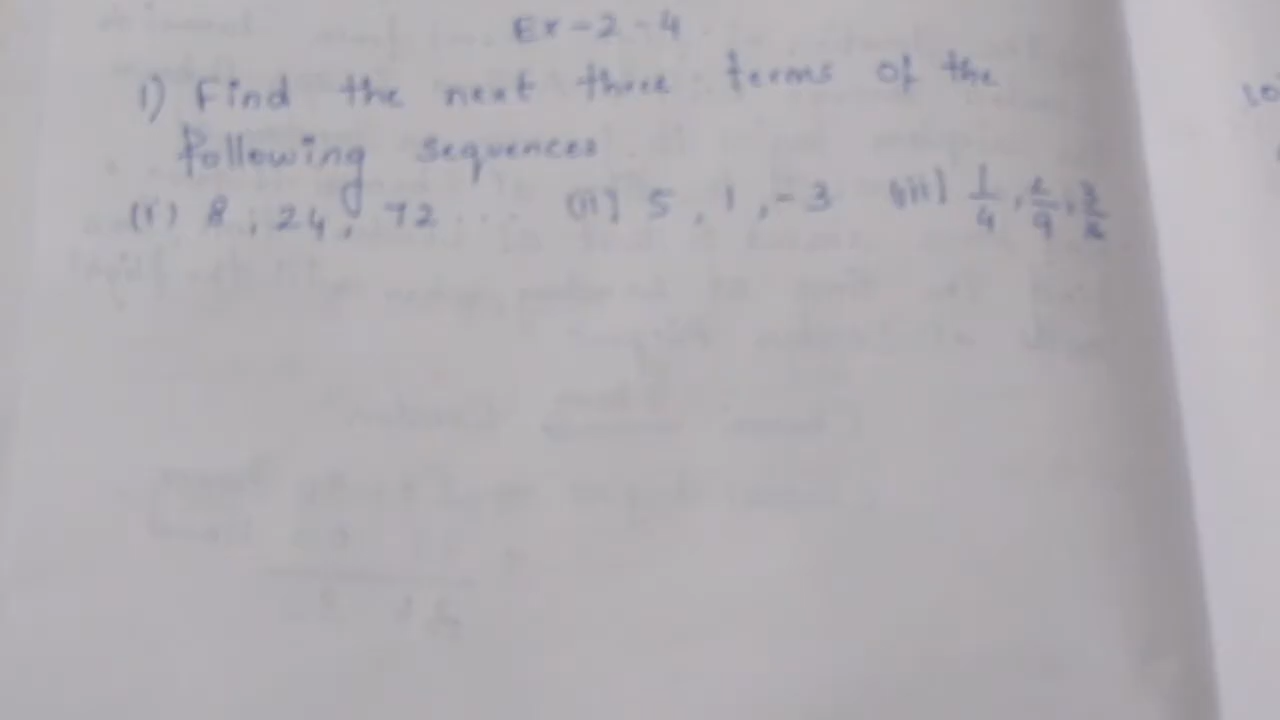 Ex-2-4
1) Find the next three terms of the
following sequences
(i) 8, 24, 72 ... (ii) 5, 1, -3 (iii) 1/4, 2/9, 3/
10